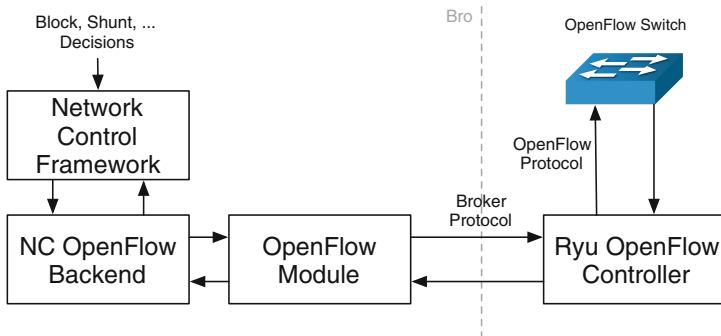 Block, Shunt, ...
Decisions
Bro
OpenFlow Switch
Network
Control
Framework
OpenFlow
Protocol
Broker
Protocol
NC OpenFlow
Backend
OpenFlow
Module
Ryu OpenFlow
Controller